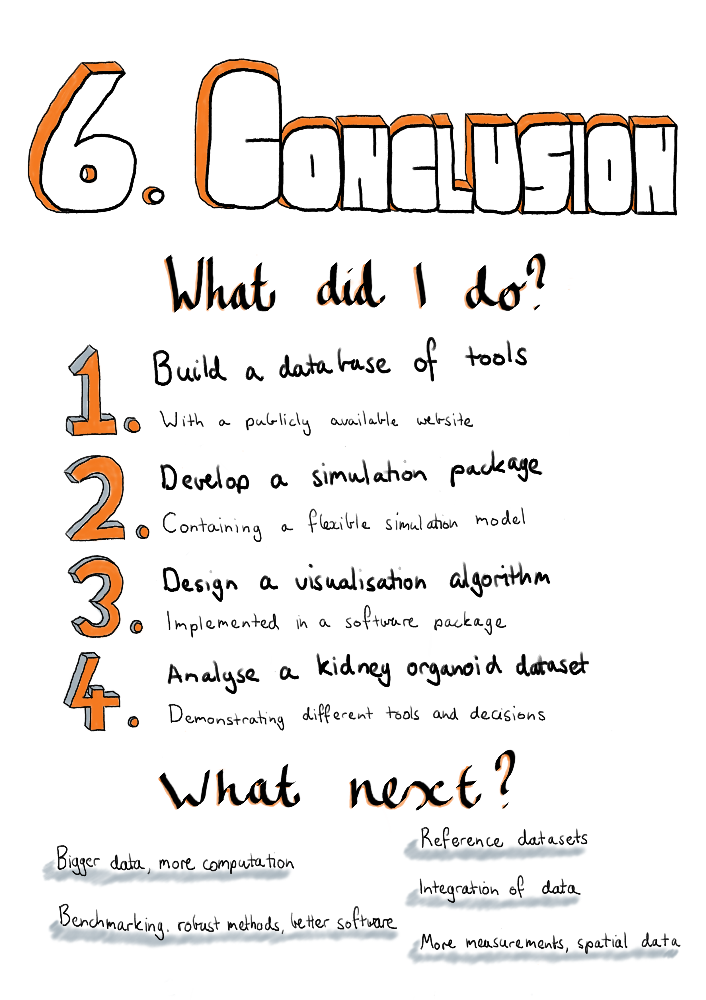 6. Conclusion
What did I do?
1. Build a database of tools
With a publicly available website
2. Develop a simulation package
Containing a flexible simulation model
3. Design a visualisation algorithm
Implemented in a software package
4. Analyse a kidney organoid dataset
Demonstrating different tools and decisions
What next?
Bigger data, more computation
Benchmarking. robust methods, better software
Reference datasets
Integration of data
More measurements, spatial data